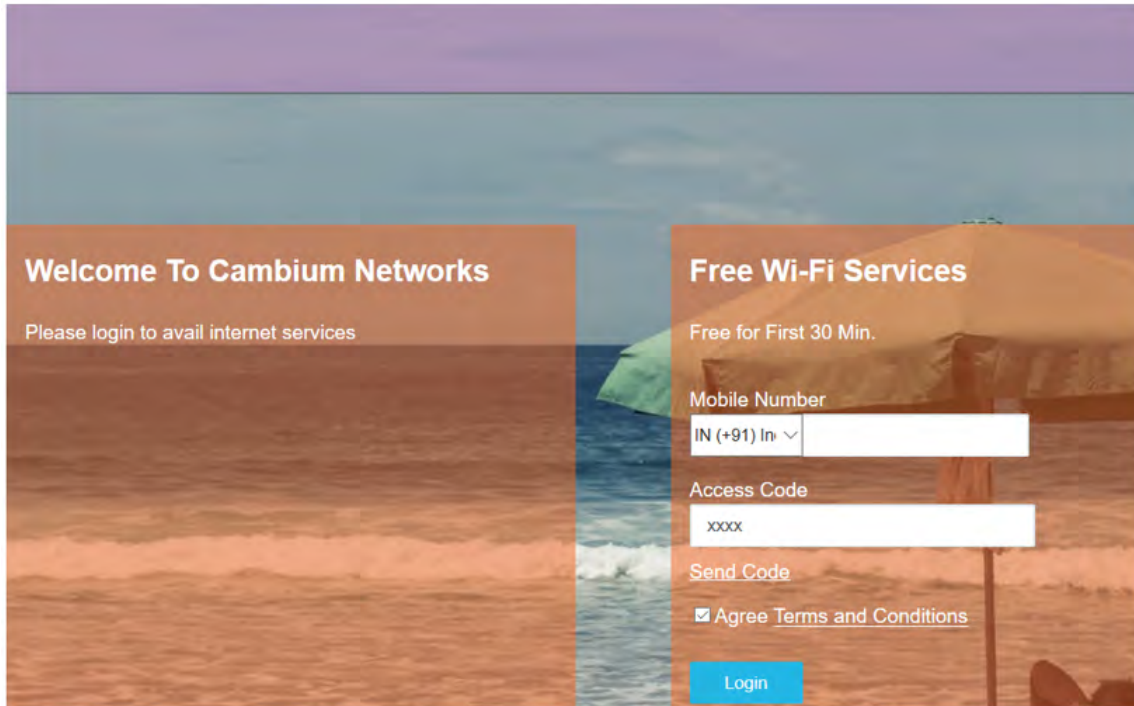 Welcome To Cambium Networks
Please login to avail internet services
Free Wi-Fi Services
Free for First 30 Min.
Mobile Number
IN (+91) In
Access Code
xxxx
Send Code
Agree Terms and Conditions
Login